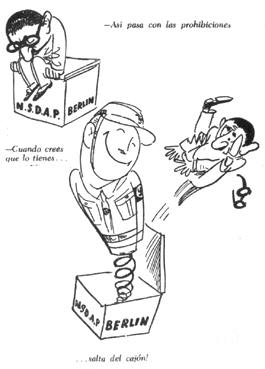 —Así pasa con las prohibiciones
N.S.D.A.P. BERLIN
—Cuando crees
que lo tienes...
N.S.D.A.P. BERLIN
...salta del cajón!